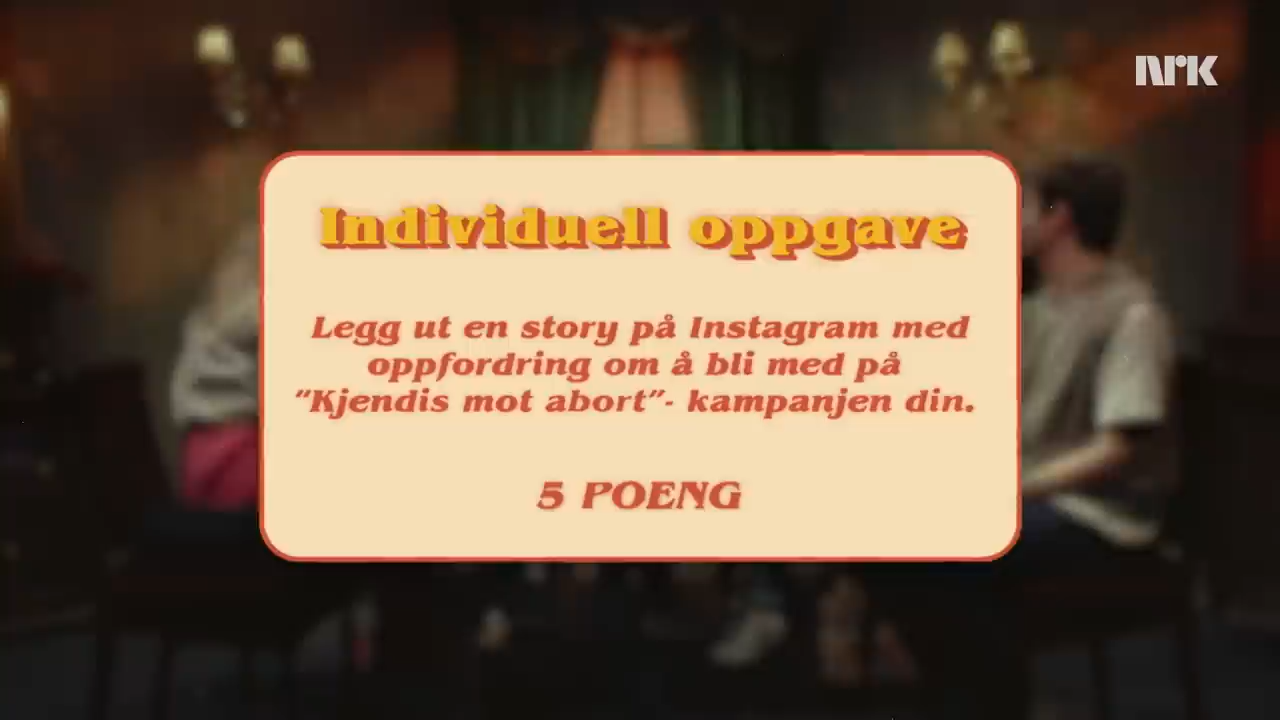 NRK
Individuell oppgave
Legg ut en story på Instagram med
oppfordring om å bli med på
"Kjendis mot abort"- kampanjen din.
5 POENG